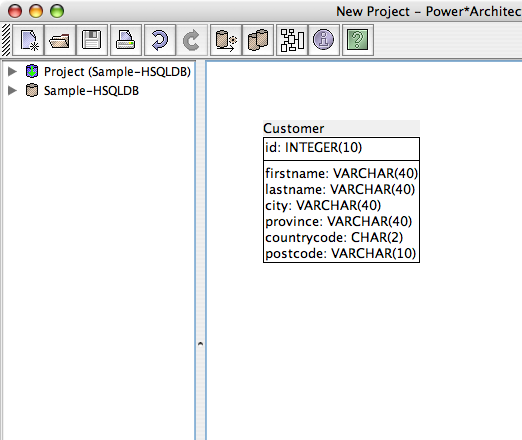 New Project – Power*Architec
Project (Sample-HSQLDB)
Sample-HSQLDB
Customer
id: INTEGER(10)
firstname: VARCHAR(40)
lastname: VARCHAR(40)
city: VARCHAR(40)
province: VARCHAR(40)
countrycode: CHAR(2)
postcode: VARCHAR(10)